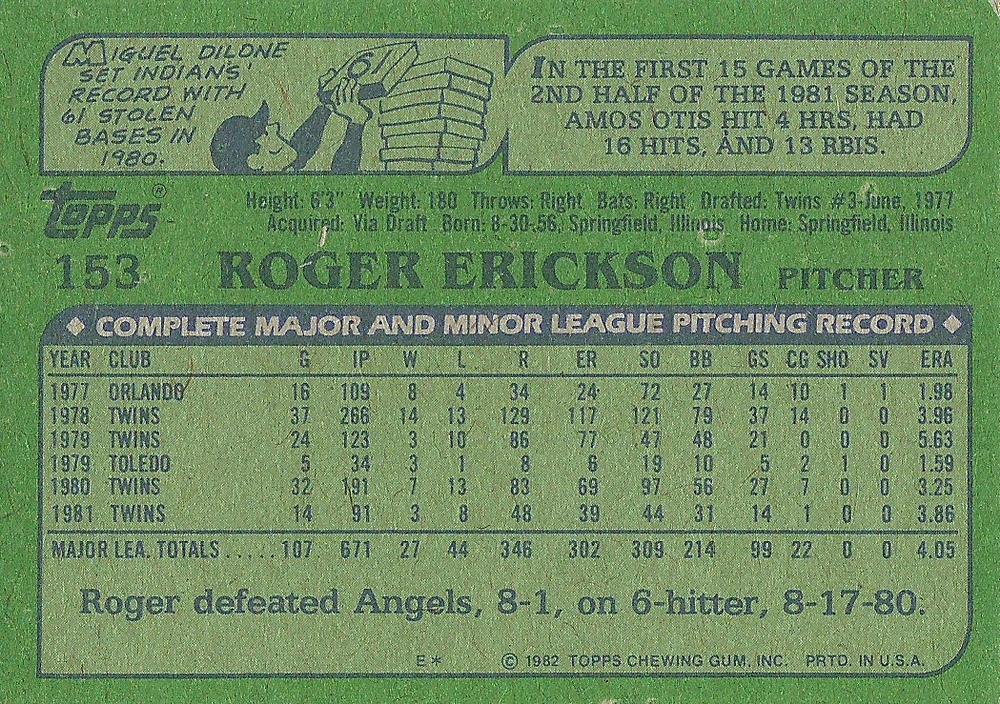 MIGUEL DILONE
SET INDIANS'
RECORD WITH
61 STOLEN
BASES IN
1980.
61
IN THE FIRST 15 GAMES OF THE
2ND HALF OF THE 1981 SEASON,
AMOS OTIS HIT 4 HRS, HAD
16 HITS, AND 13 RBIS.
TOPPS®
Height: 6'3" Weight: 180 Throws: Right Bats: Right Drafted: Twins #3-June, 1977
Acquired: Via Draft Born: 8-30-56, Springfield, Illinois Home: Springfield, Illinois
153 ROGER ERICKSON PITCHER
COMPLETE MAJOR AND MINOR LEAGUE PITCHING RECORD
YEAR CLUB G IP W L R ER SO BB GS CG SHO SV ERA
1977 ORLANDO 16 109 8 4 34 24 72 27 14 10 1 1 1.98
1978 TWINS 37 266 14 13 129 117 121 79 37 14 0 0 3.96
1979 TWINS 24 123 3 10 86 77 47 48 21 0 0 0 5.63
1979 TOLEDO 5 34 3 1 8 6 19 10 5 2 1 0 1.59
1980 TWINS 32 191 7 13 83 69 97 56 27 7 0 0 3.25
1981 TWINS 14 91 3 8 48 39 44 31 14 1 0 0 3.86
MAJOR LEA. TOTALS.....107 671 27 44 346 302 309 214 99 22 0 0 4.05
Roger defeated Angels, 8-1, on 6-hitter, 8-17-80.
E* © 1982 TOPPS CHEWING GUM, INC. PRTD. IN U.S.A.